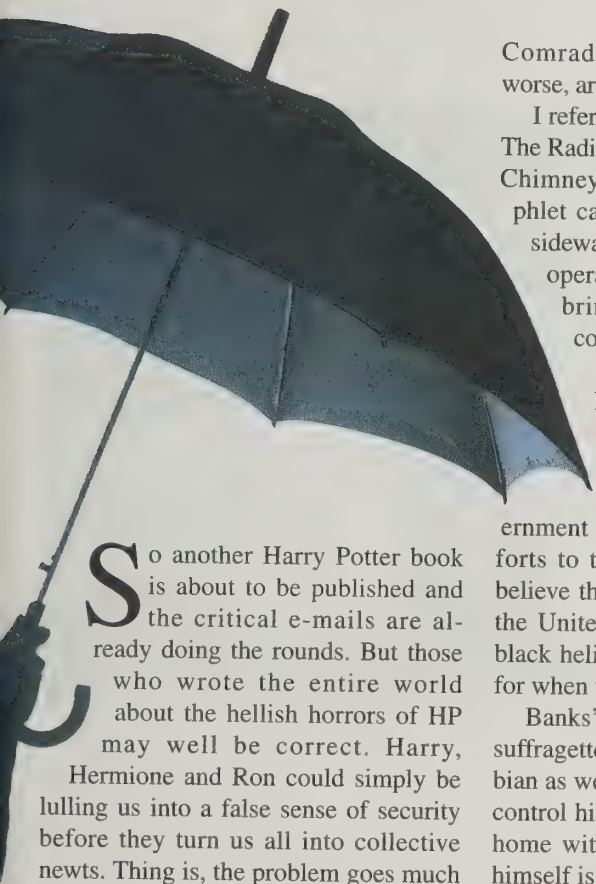 So another Harry Potter book
is about to be published and
the critical e-mails are al-
ready doing the rounds. But those
who wrote the entire world
about the hellish horrors of HP
may well be correct. Harry,
Hermione and Ron could simply be
lulling us into a false sense of security
before they turn us all into collective
newts. Thing is, the problem goes much
Comrad
worse, ar
I refer
The Radi
Chimney
phlet ca
sidewa
opera
brin
co
ernment
forts to t
believe th
the Unite
black heli
for when
Banks'
suffragett
bian as we
control hi
home wit
himself is